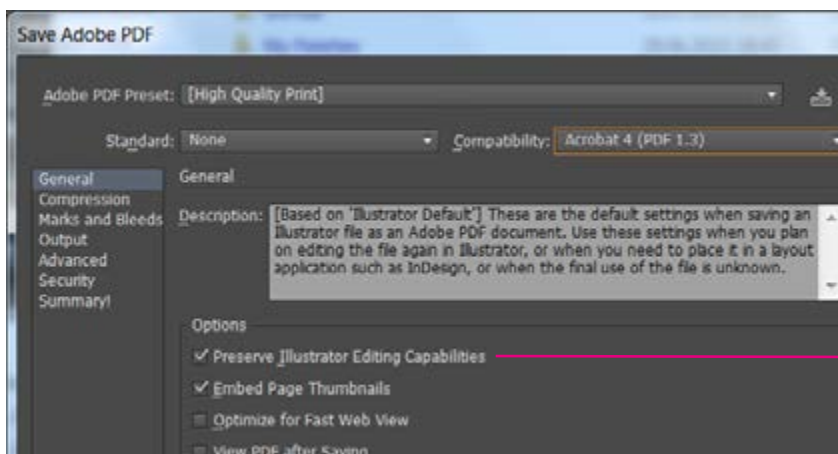 Save Adobe PDF
Adobe PDF Preset: [High Quality Print]
Standard: None Compatibility: Acrobat 4 (PDF 1.3)
General
Compression
Marks and Bleeds
Output
Advanced
Security
Summary!
General
Description: [Based on 'Illustrator Default'] These are the default settings when saving an
Illustrator file as an Adobe PDF document. Use these settings when you plan
on editing the file again in Illustrator, or when you need to place it in a layout
application such as InDesign, or when the final use of the file is unknown.
Options
Preserve Illustrator Editing Capabilities
Embed Page Thumbnails
Optimize for Fast Web View
View PDF after Saving